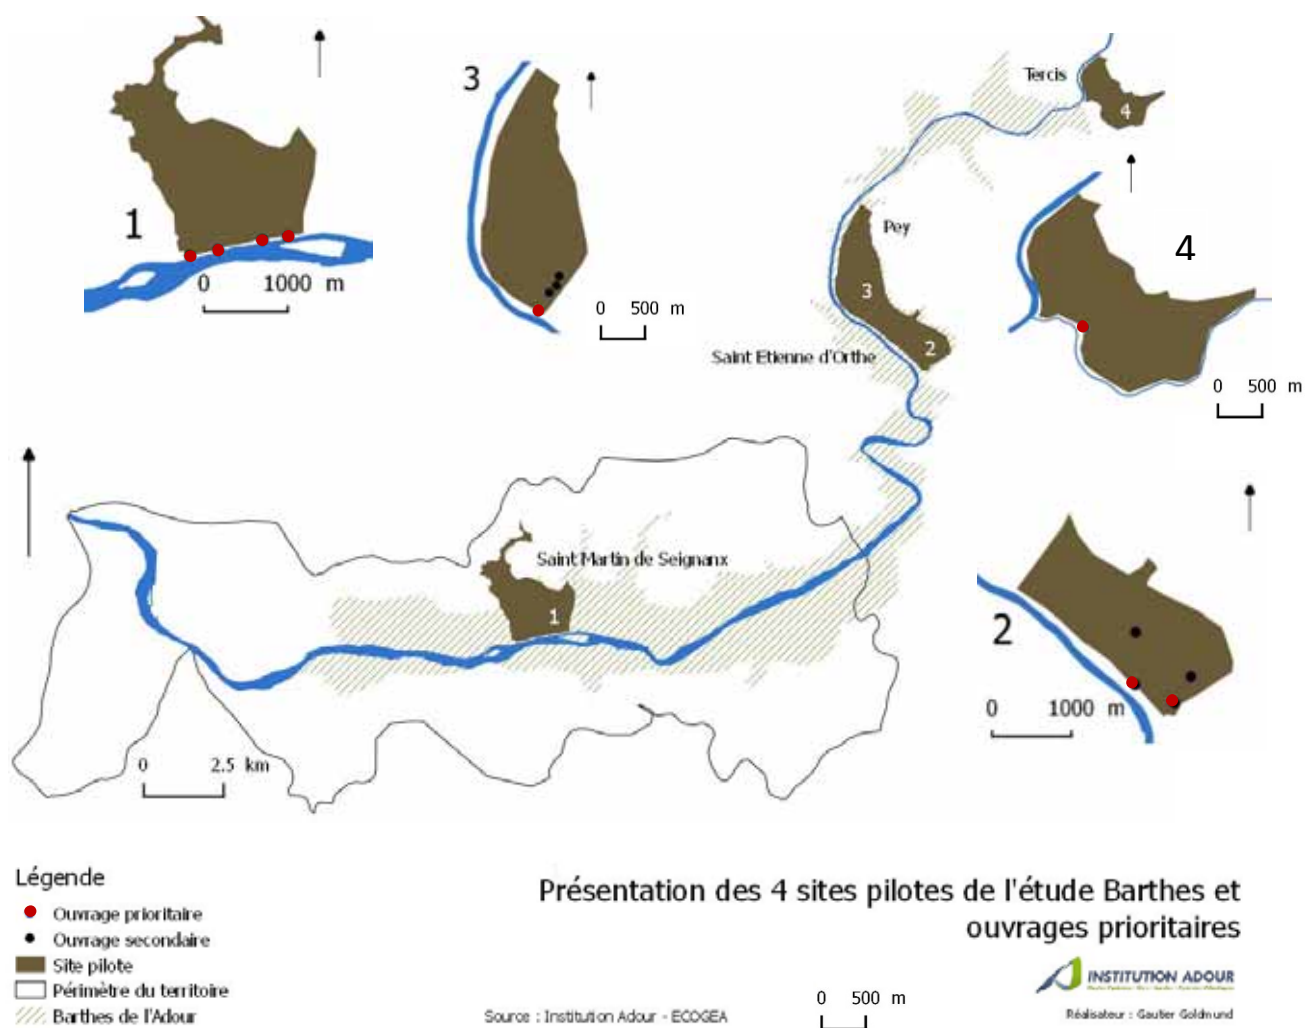 1
0 1000 m
3
0 500 m
Tercis
4
Pey
3
2
Saint Etienne d'Orthe
4
0 500 m
Saint Martin de Seignanx
1
2
0 1000 m
0 2.5 km
Légende
Ouvrage prioritaire
Ouvrage secondaire
Site pilote
Périmètre du territoire
Barthes de l'Adour
Présentation des 4 sites pilotes de l'étude Barthes et
ouvrages prioritaires
INSTITUTION ADOUR
0 500 m
Source : Institution Adour - ECOGEA
Réalisateur : Gautier Goldmund